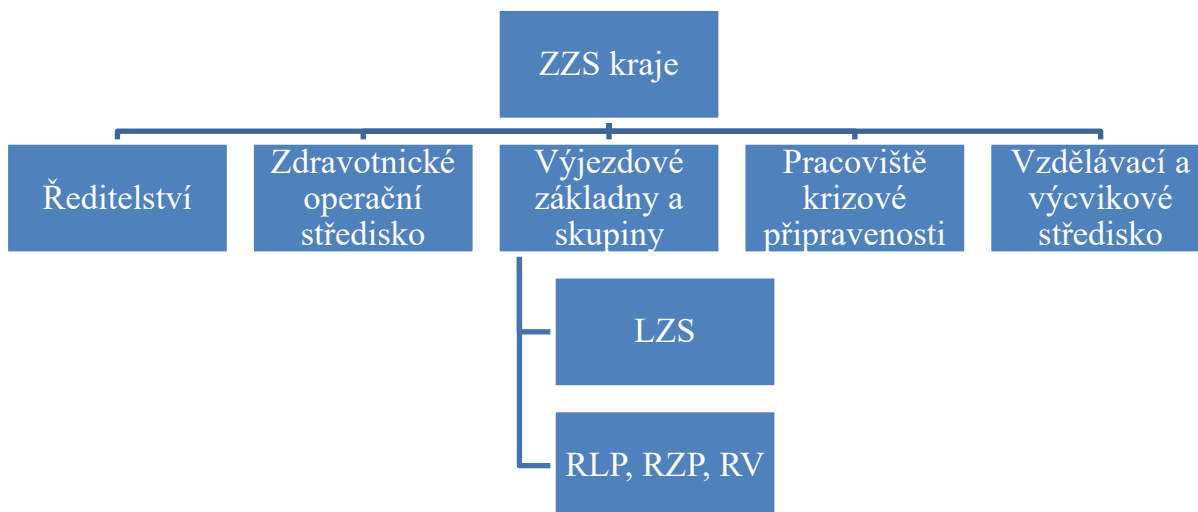 ZZS kraje
Ředitelství
Zdravotnické
operační
středisko
Výjezdové
základny a
skupiny
Pracoviště
krizové
připravenosti
Vzdělávací a
výcvikové
středisko
LZS
RLP, RZP, RV